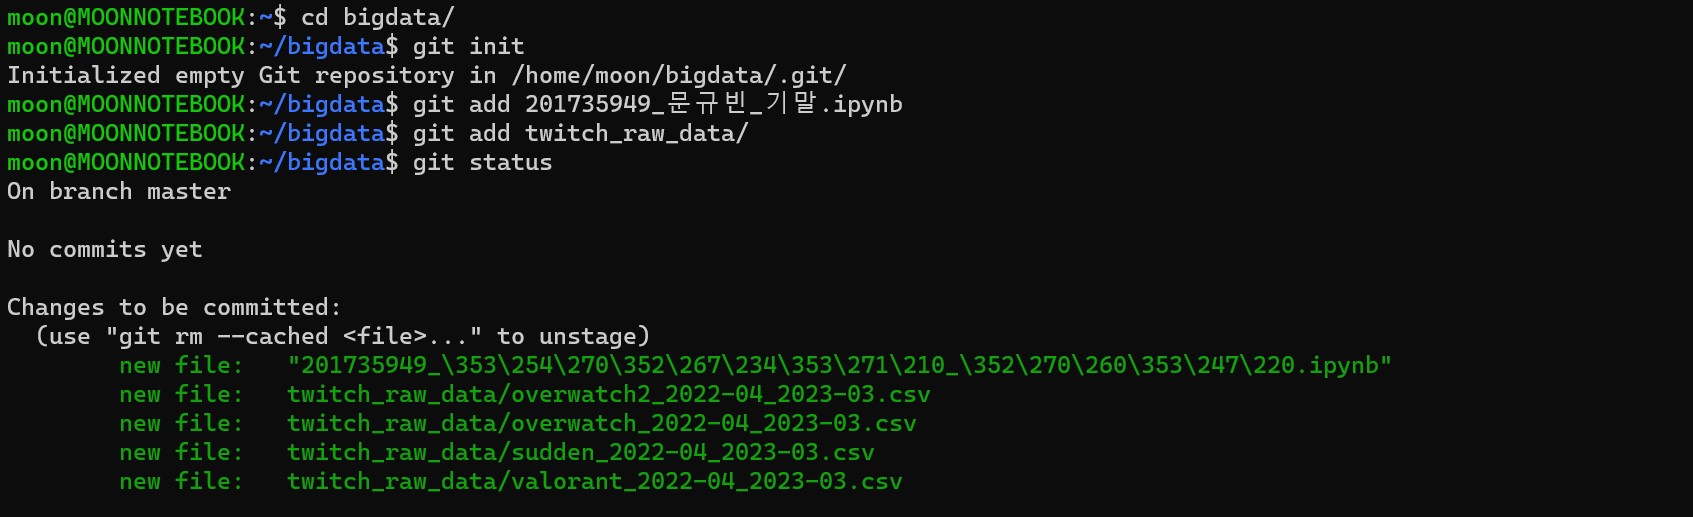 moon@MOONNOTEBOOK:~$ cd bigdata/
moon@MOONNOTEBOOK:~/bigdata$ git init
Initialized empty Git repository in /home/moon/bigdata/.git/
moon@MOONNOTEBOOK:~/bigdata$ git add 201735949_문규빈_기말.ipynb
moon@MOONNOTEBOOK:~/bigdata$ git add twitch_raw_data/
moon@MOONNOTEBOOK:~/bigdata$ git status
On branch master
No commits yet
Changes to be committed:
(use "git rm --cached <file>..." to unstage)
new file:   "201735949_\353\254\270\352\267\234\353\271\210_\352\270\260\353\247\220.ipynb"
new file:   twitch_raw_data/overwatch2_2022-04_2023-03.csv
new file:   twitch_raw_data/overwatch_2022-04_2023-03.csv
new file:   twitch_raw_data/sudden_2022-04_2023-03.csv
new file:   twitch_raw_data/valorant_2022-04_2023-03.csv